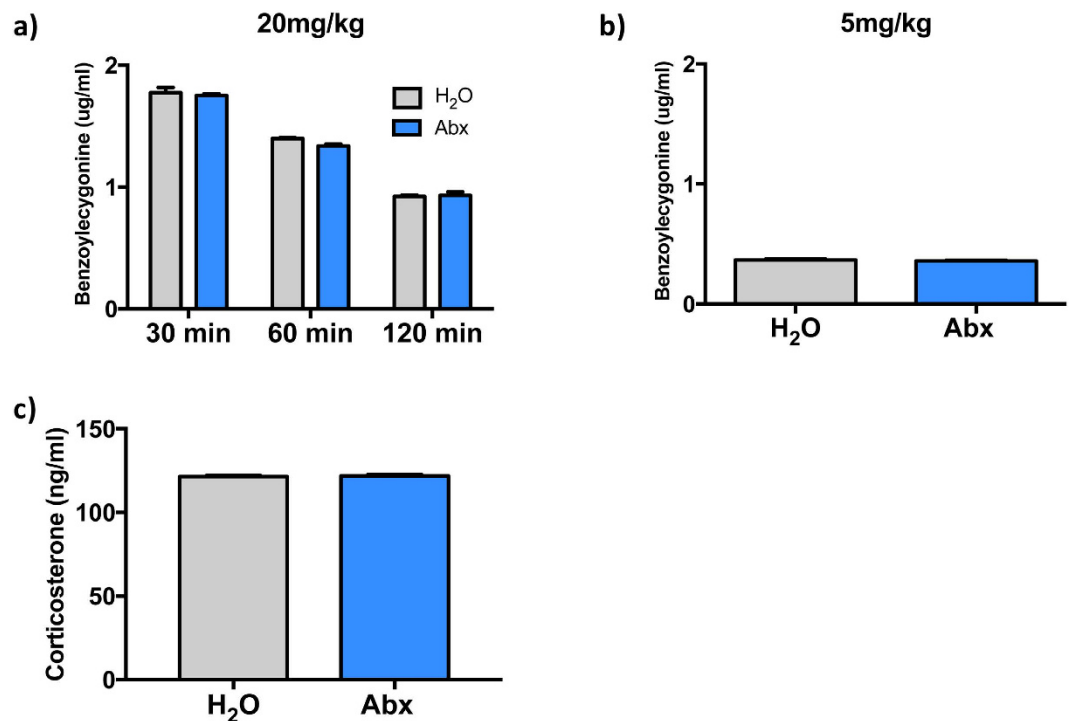 a)
20mg/kg
Benzoylecygonine (ug/ml)
2
1
0
H₂O
Abx
30 min
60 min
120 min
b)
5mg/kg
Benzoylecygonine (ug/ml)
2
1
0
H₂O
Abx
c)
Corticosterone (ng/ml)
150
100
50
0
H₂O
Abx